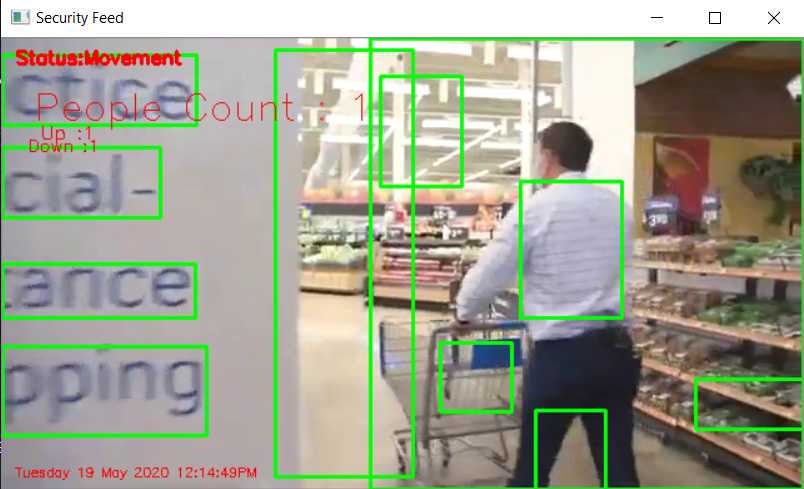 Security Feed
Status:Movement
ctice
People Count : 1
Up :1
Down :1
cial-
tance
pping
Tuesday 19 May 2020 12:14:49PM